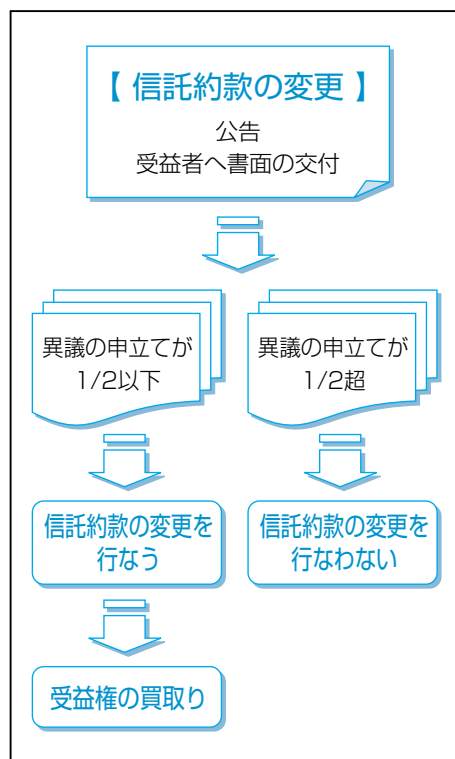 【 信託約款の変更 】
公告
受益者へ書面の交付
異議の申立てが
1/2以下
異議の申立てが
1/2超
信託約款の変更を
行なう
信託約款の変更を
行なわない
受益権の買取り